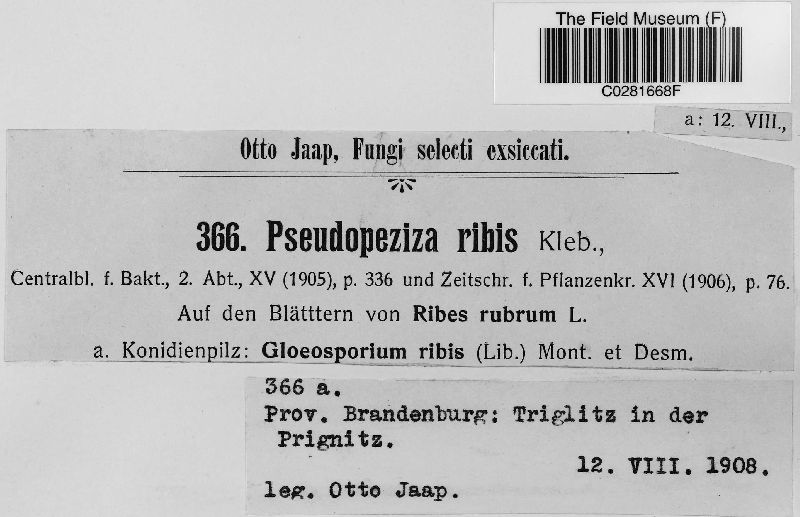 The Field Museum (F)
C0281668F
a: 12. VIII.,
Otto Jaap, Fungi selecti exsiccati.
366. Pseudopeziza ribis Kleb.,
Centralbl. f. Bakt., 2. Abt., XV (1905), p. 336 und Zeitschr. f. Pflanzenkr. XVI (1906), p. 76.
Auf den Blätttern von Ribes rubrum L.
a. Konidienpilz: Gloeosporium ribis (Lib.) Mont. et Desm.
366 a.
Prov. Brandenburg: Triglitz in der
Prignitz.
12. VIII. 1908.
leg. Otto Jaap.